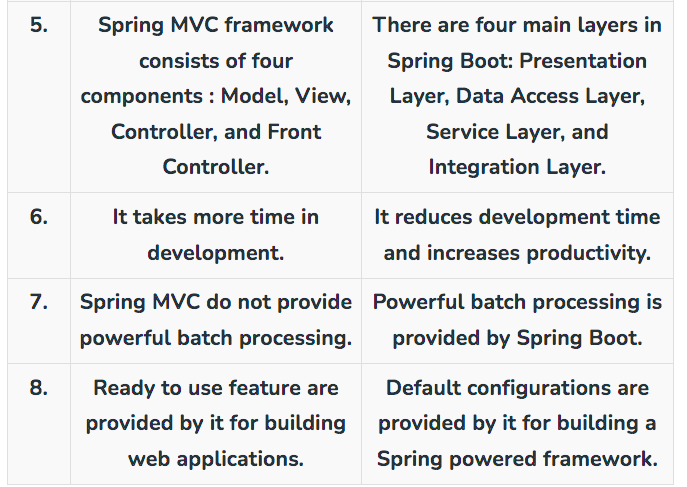 5.
Spring MVC framework
consists of four
components : Model, View,
Controller, and Front
Controller.
There are four main layers in
Spring Boot: Presentation
Layer, Data Access Layer,
Service Layer, and
Integration Layer.
6.
It takes more time in
development.
It reduces development time
and increases productivity.
7.
Spring MVC do not provide
powerful batch processing.
Powerful batch processing is
provided by Spring Boot.
8.
Ready to use feature are
provided by it for building
web applications.
Default configurations are
provided by it for building a
Spring powered framework.